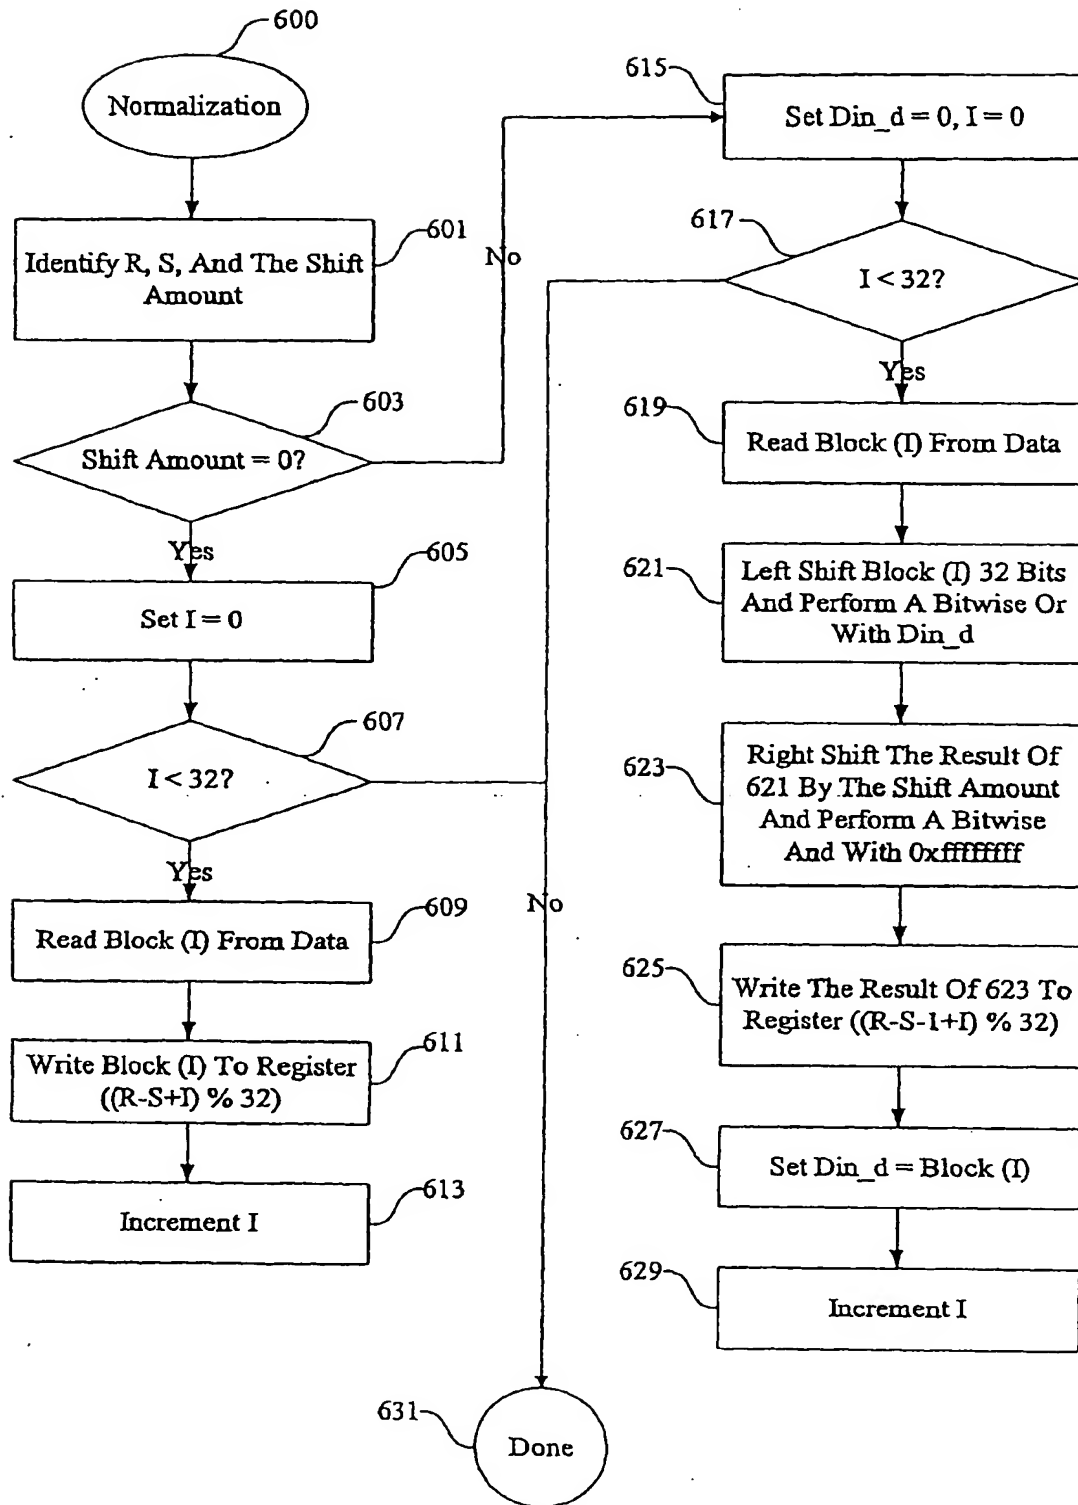 600
Normalization
601
Identify R, S, And The Shift
Amount
603
Shift Amount = 0?
No
Yes
605
Set I = 0
607
I < 32?
Yes
No
609
Read Block (I) From Data
611
Write Block (I) To Register
((R-S+I) % 32)
613
Increment I
615
Set Din_d = 0, I = 0
617
I < 32?
Yes
619
Read Block (I) From Data
621
Left Shift Block (I) 32 Bits
And Perform A Bitwise Or
With Din_d
623
Right Shift The Result Of
621 By The Shift Amount
And Perform A Bitwise
And With 0xffffffff
625
Write The Result Of 623 To
Register ((R-S-1+I) % 32)
627
Set Din_d = Block (I)
629
Increment I
631
Done